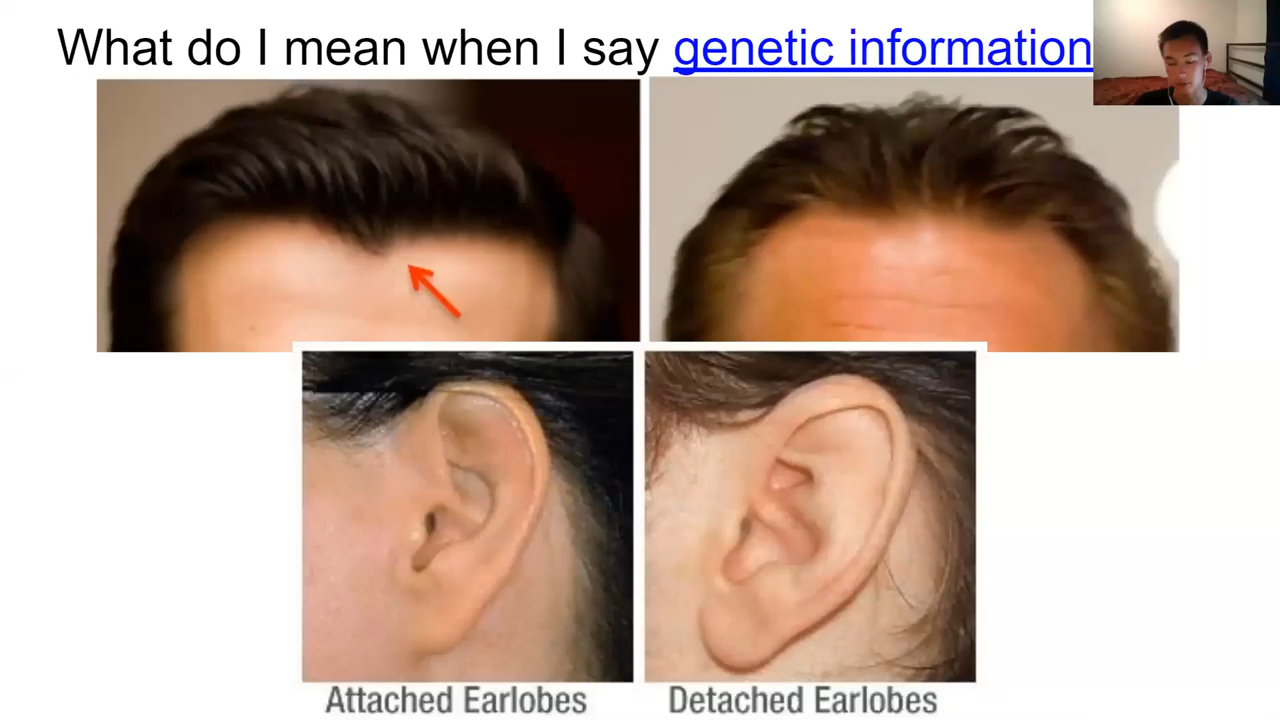 What do I mean when I say genetic information
Attached Earlobes
Detached Earlobes